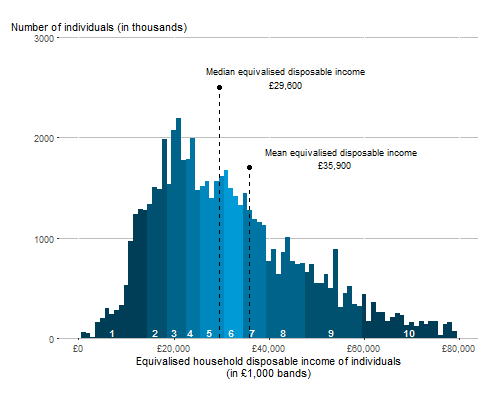 Number of individuals (in thousands)
3000
Median equivalised disposable income
£29,600
2000
Mean equivalised disposable income
£35,900
1000
0
1 2 3 4 5 6 7 8 9 10
£0 £20,000 £40,000 £60,000 £80,000
Equivalised household disposable income of individuals
(in £1,000 bands)